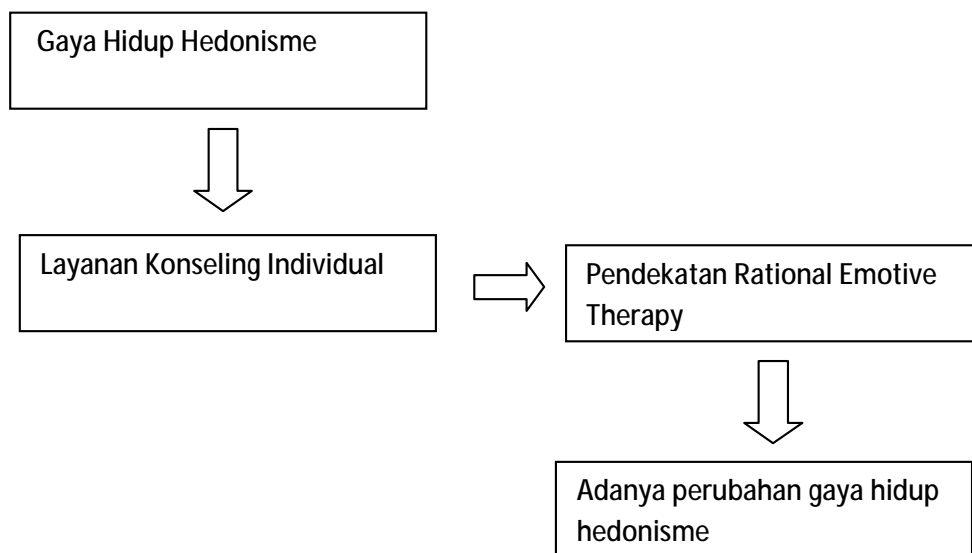 Gaya Hidup Hedonisme
Layanan Konseling Individual
Pendekatan Rational Emotive
Therapy
Adanya perubahan gaya hidup
hedonisme